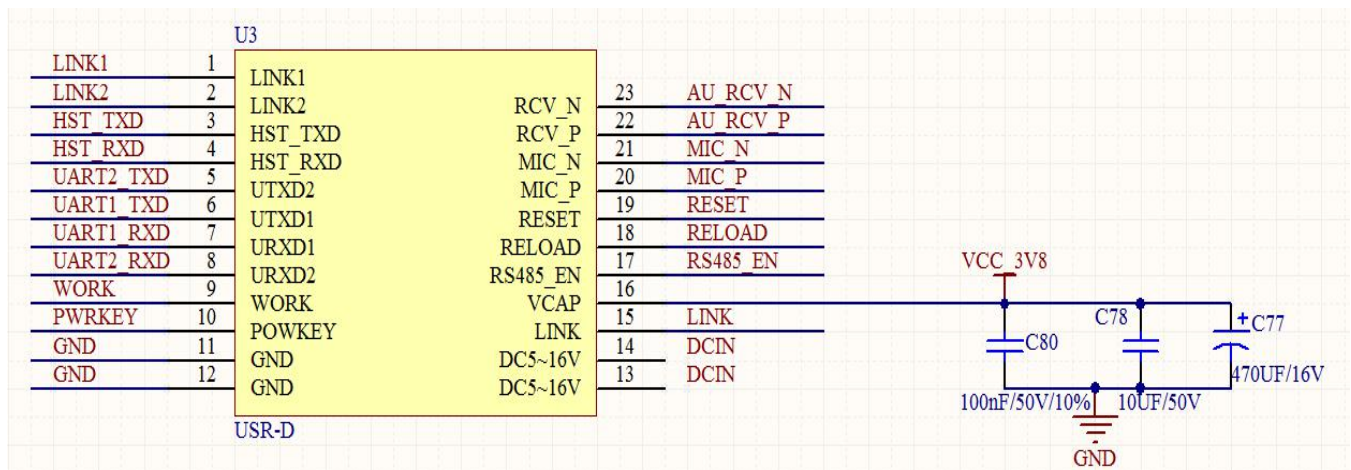 U3
LINK1 1 LINK1
LINK2 2 LINK2
HST_TXD 3 HST_TXD
HST_RXD 4 HST_RXD
UART2_TXD 5 UTXD2
UART1_TXD 6 UTXD1
UART1_RXD 7 URXD1
UART2_RXD 8 URXD2
WORK 9 WORK
PWRKEY 10 POWKEY
GND 11 GND
GND 12 GND
RCV_N 23 AU_RCV_N
RCV_P 22 AU_RCV_P
MIC_N 21 MIC_N
MIC_P 20 MIC_P
RESET 19 RESET
RELOAD 18 RELOAD
RS485_EN 17 RS485_EN
VCAP 16
LINK 15 LINK
DC5~16V 14 DCIN
DC5~16V 13 DCIN
USR-D
VCC_3V8
C80
C78
+ C77
100nF/50V/10%
10UF/50V
470UF/16V
GND